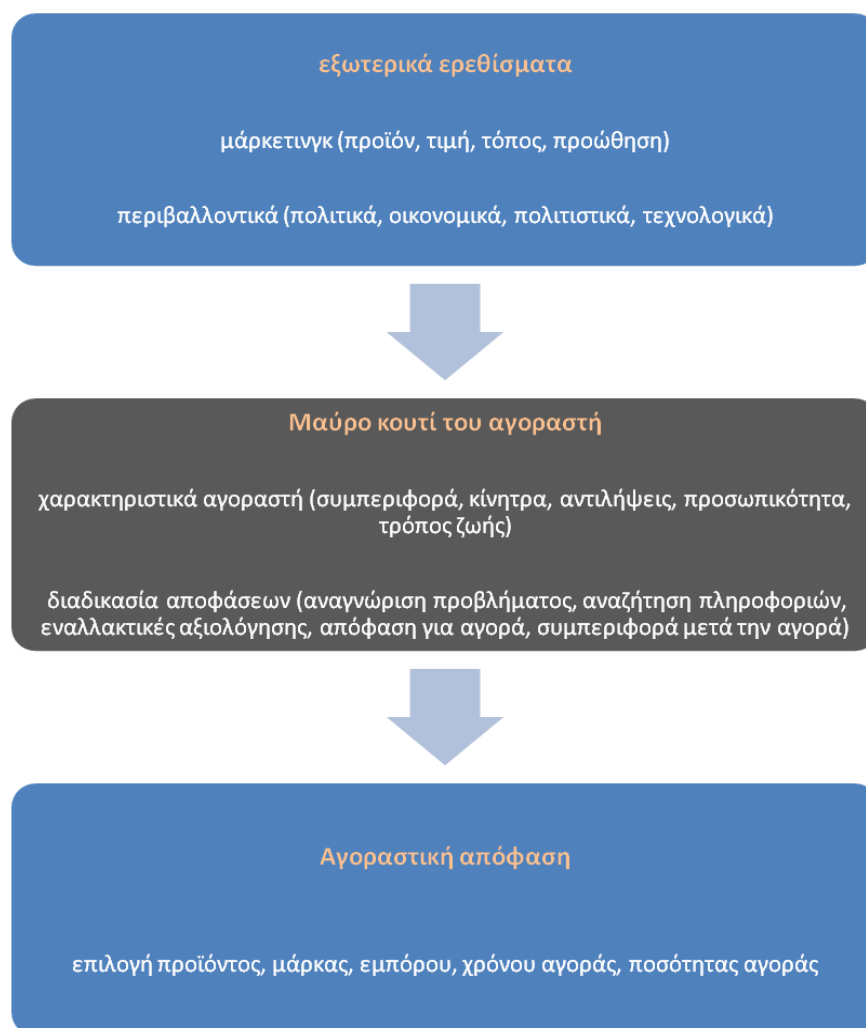 εξωτερικά ερεθίσματα
μάρκετινγκ (προϊόν, τιμή, τόπος, προώθηση)
περιβαλλοντικά (πολιτικά, οικονομικά, πολιτιστικά, τεχνολογικά)
Μαύρο κουτί του αγοραστή
χαρακτηριστικά αγοραστή (συμπεριφορά, κίνητρα, αντιλήψεις, προσωπικότητα,
τρόπος ζωής)
διαδικασία αποφάσεων (αναγνώριση προβλήματος, αναζήτηση πληροφοριών,
εναλλακτικές αξιολόγησης, απόφαση για αγορά, συμπεριφορά μετά την αγορά)
Αγοραστική απόφαση
επιλογή προϊόντος, μάρκας, εμπόρου, χρόνου αγοράς, ποσότητας αγοράς